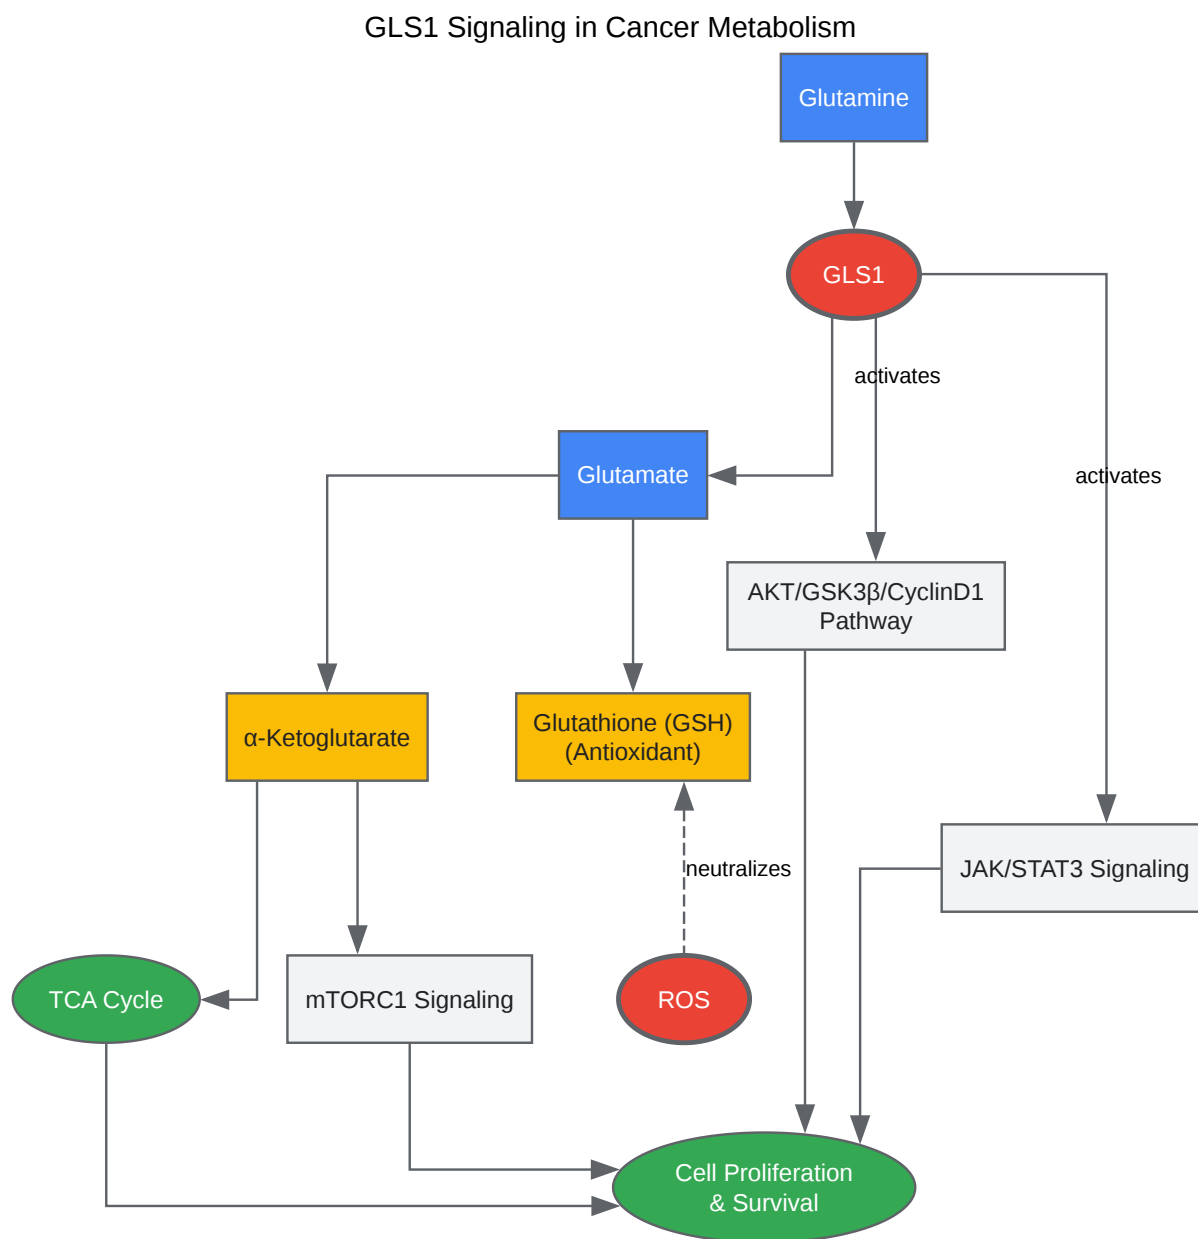 GLS1 Signaling in Cancer Metabolism
Glutamine
GLS1
activates
Glutamate
activates
AKT/GSK3β/CyclinD1
Pathway
α-Ketoglutarate
Glutathione (GSH)
(Antioxidant)
neutralizes
JAK/STAT3 Signaling
TCA Cycle
mTORC1 Signaling
ROS
Cell Proliferation
& Survival